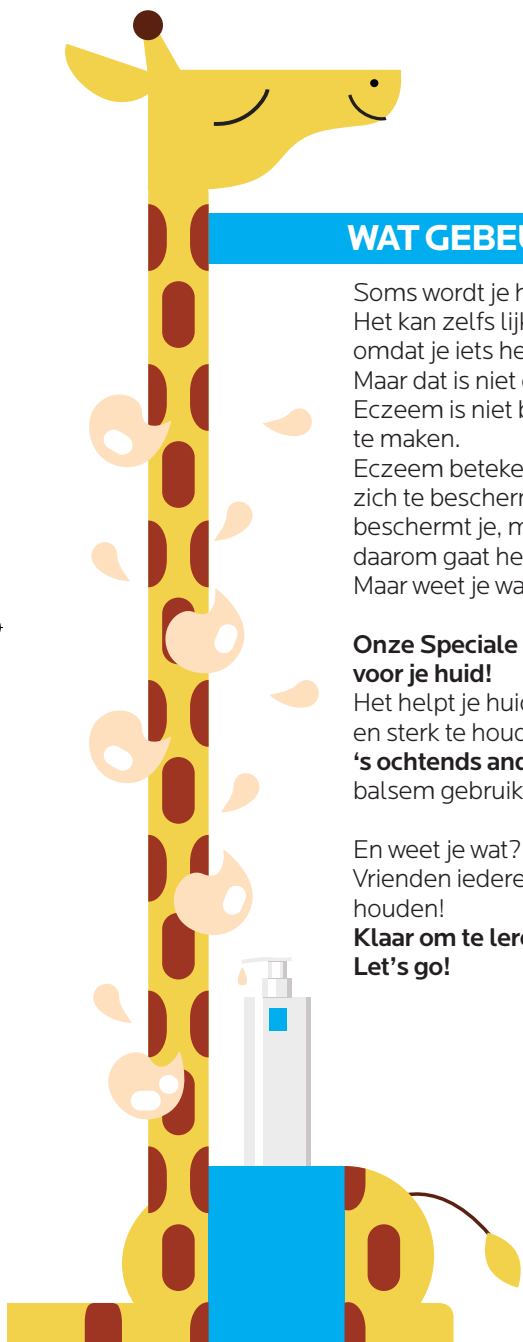 WAT GEBEU
Soms wordt je h
Het kan zelfs lij
omdat je iets he
Maar dat is niet
Eczeem is niet b
te maken.
Eczeem beteke
zich te bescher
beschermt je, m
daarom gaat he
Maar weet je wa
Onze Speciale
voor je huid!
Het helpt je huid
en sterk te houd
‘s ochtends and
balsem gebruik
En weet je wat?
Vrienden iedere
houden!
Klaar om te lere
Let’s go!